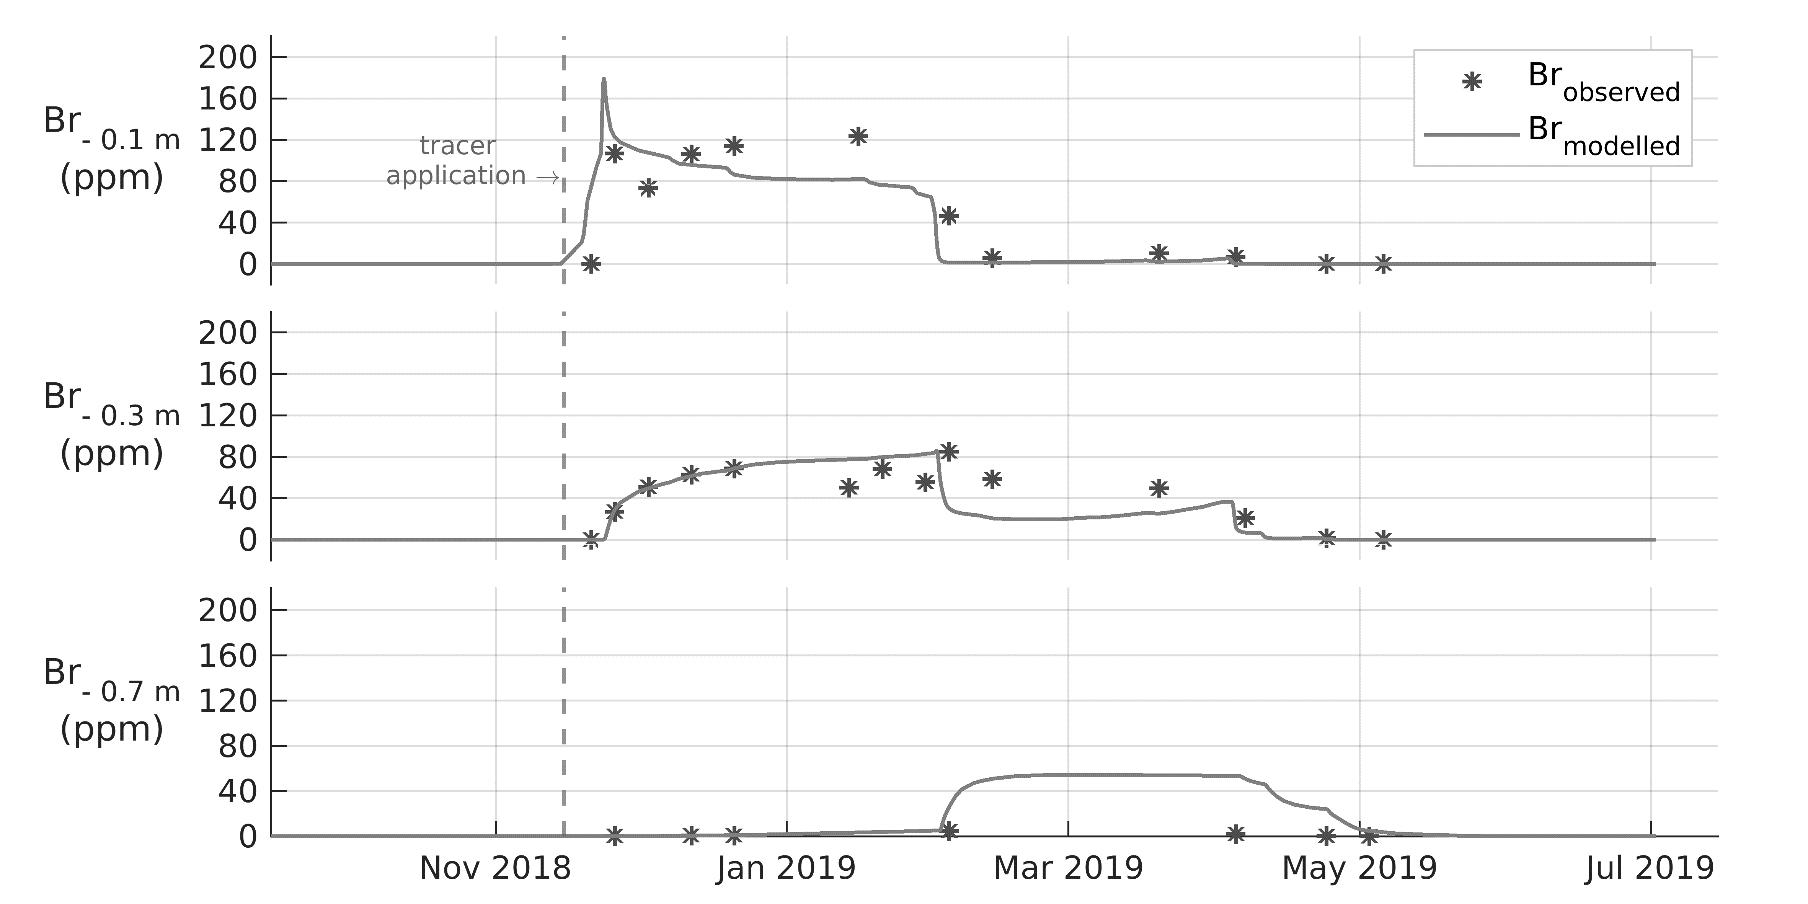 200
160
120
80
40
0
Br- 0.1 m
(ppm)
tracer
application →
Br observed
Br modelled
200
160
120
80
40
0
Br- 0.3 m
(ppm)
200
160
120
80
40
0
Br- 0.7 m
(ppm)
Nov 2018 Jan 2019 Mar 2019 May 2019 Jul 2019